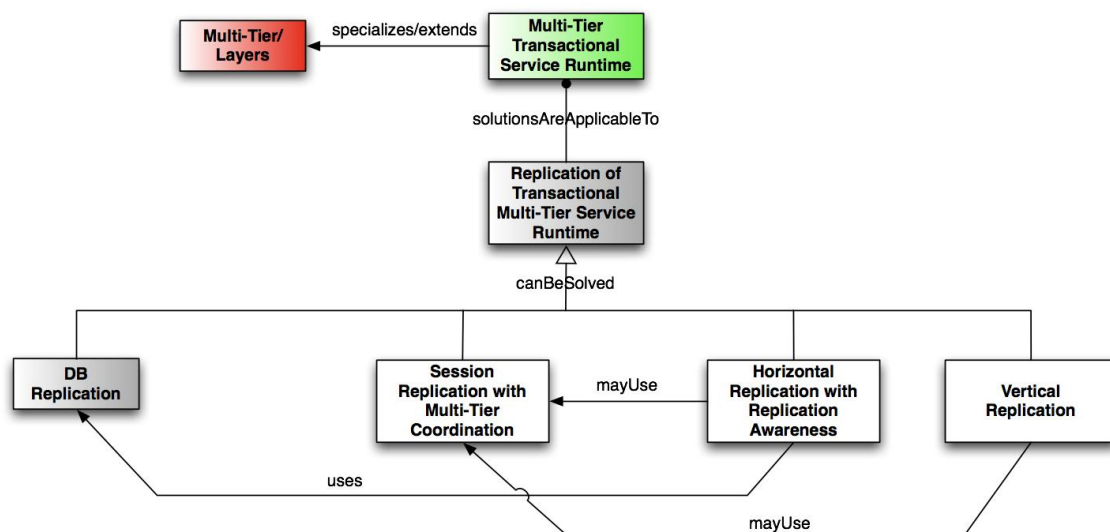 specializes/extends
Multi-Tier/
Layers
Multi-Tier
Transactional
Service Runtime
solutionsAreApplicableTo
Replication of
Transactional
Multi-Tier Service
Runtime
canBeSolved
DB
Replication
Session
Replication with
Multi-Tier
Coordination
mayUse
Horizontal
Replication with
Replication
Awareness
Vertical
Replication
uses
mayUse